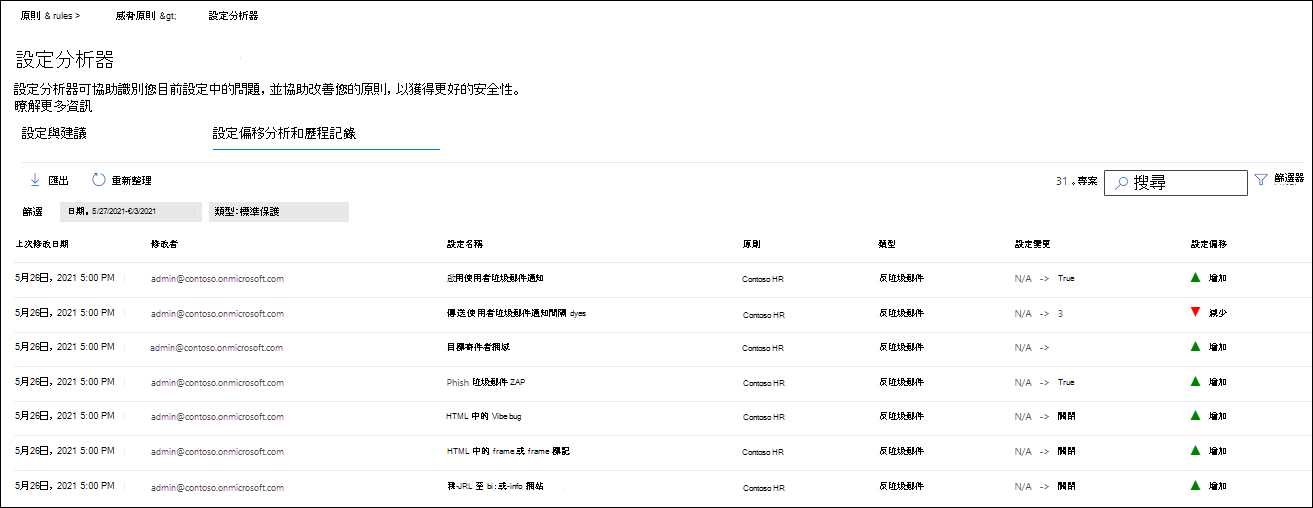 原則 & rules > 威脅原則 &gt; 設定分析器
設定分析器
設定分析器可協助識別您目前設定中的問題，並協助改善您的原則，以獲得更好的安全性。
瞭解更多資訊
設定與建議 設定偏移分析和歷程記錄
匯出 重新整理 31 。專案 搜尋 篩選器
篩選 日期。5/27/2021-6/3/2021 類型：標準保護
上次修改日期 修改者 設定名稱 原則 類型 設定變更 設定偏移
5月26日，2021 5:00 PM admin@contoso.onmicrosoft.com 啟用使用者垃圾郵件通知 Contoso HR 反垃圾郵件 N/A -> True 增加
5月26日，2021 5:00 PM admin@contoso.onmicrosoft.com 傳送使用者垃圾郵件通知間隔 dyes Contoso HR 反垃圾郵件 N/A -> 3 減少
5月26日，2021 5:00 PM admin@contoso.onmicrosoft.com 目標寄件者網域 Contoso HR 反垃圾郵件 N/A -> 增加
5月26日，2021 5:00 PM admin@contoso.onmicrosoft.com Phish 垃圾郵件 ZAP Contoso HR 反垃圾郵件 N/A -> True 增加
5月26日，2021 5:00 PM admin@contoso.onmicrosoft.com HTML 中的 Vibe bug Contoso HR 反垃圾郵件 N/A -> 關閉 增加
5月26日，2021 5:00 PM admin@contoso.onmicrosoft.com HTML 中的 frame 或 frame 標記 Contoso HR 反垃圾郵件 N/A -> 關閉 增加
5月26日，2021 5:00 PM admin@contoso.onmicrosoft.com -JRL 至 bi: 或-info 網站 Contoso HR 反垃圾郵件 N/A -> 關閉 增加